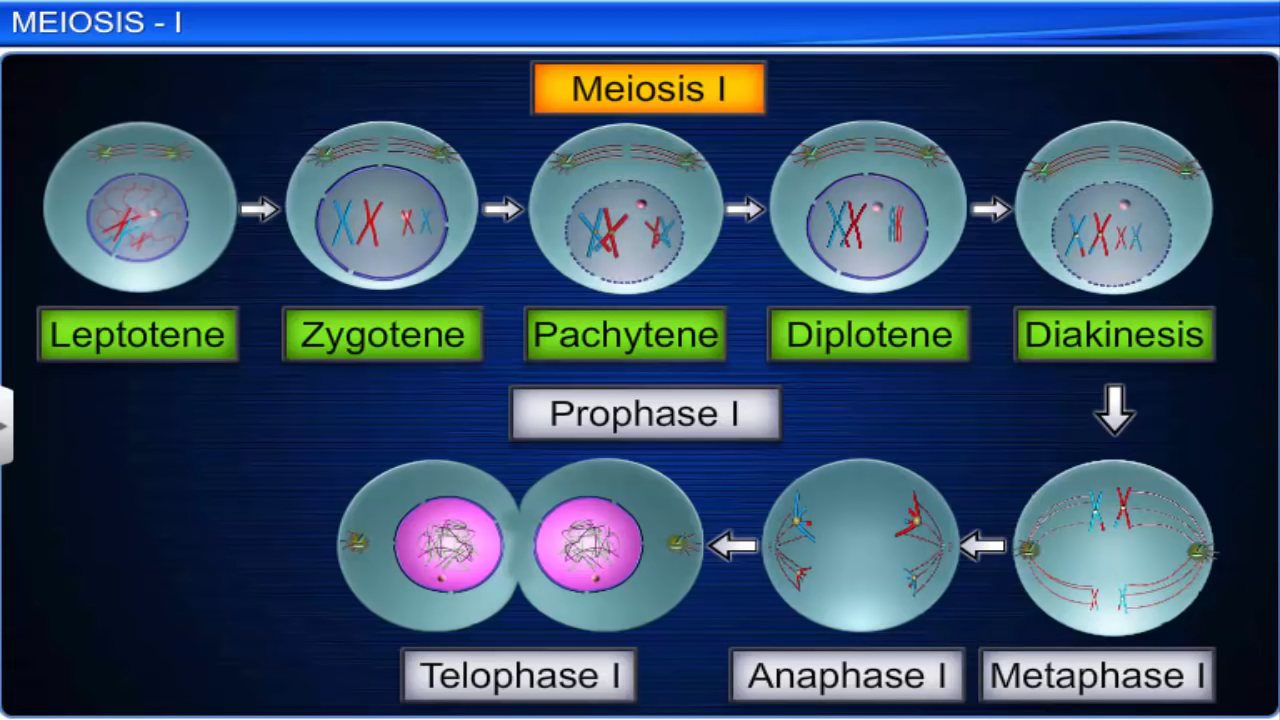 MEIOSIS - I
Meiosis I
Leptotene
Zygotene
Pachytene
Diplotene
Diakinesis
Prophase I
Telophase I
Anaphase I
Metaphase I